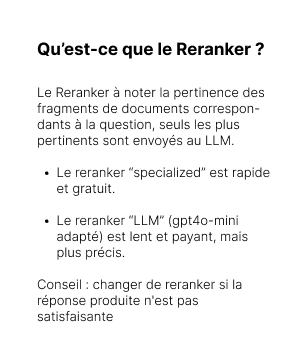 Qu’est-ce que le Reranker ?
Le Reranker à noter la pertinence des
fragments de documents correspon-
dants à la question, seuls les plus
pertinents sont envoyés au LLM.
• Le reranker “specialized” est rapide
et gratuit.
• Le reranker “LLM” (gpt4o-mini
adapté) est lent et payant, mais
plus précis.
Conseil : changer de reranker si la
réponse produite n'est pas
satisfaisante